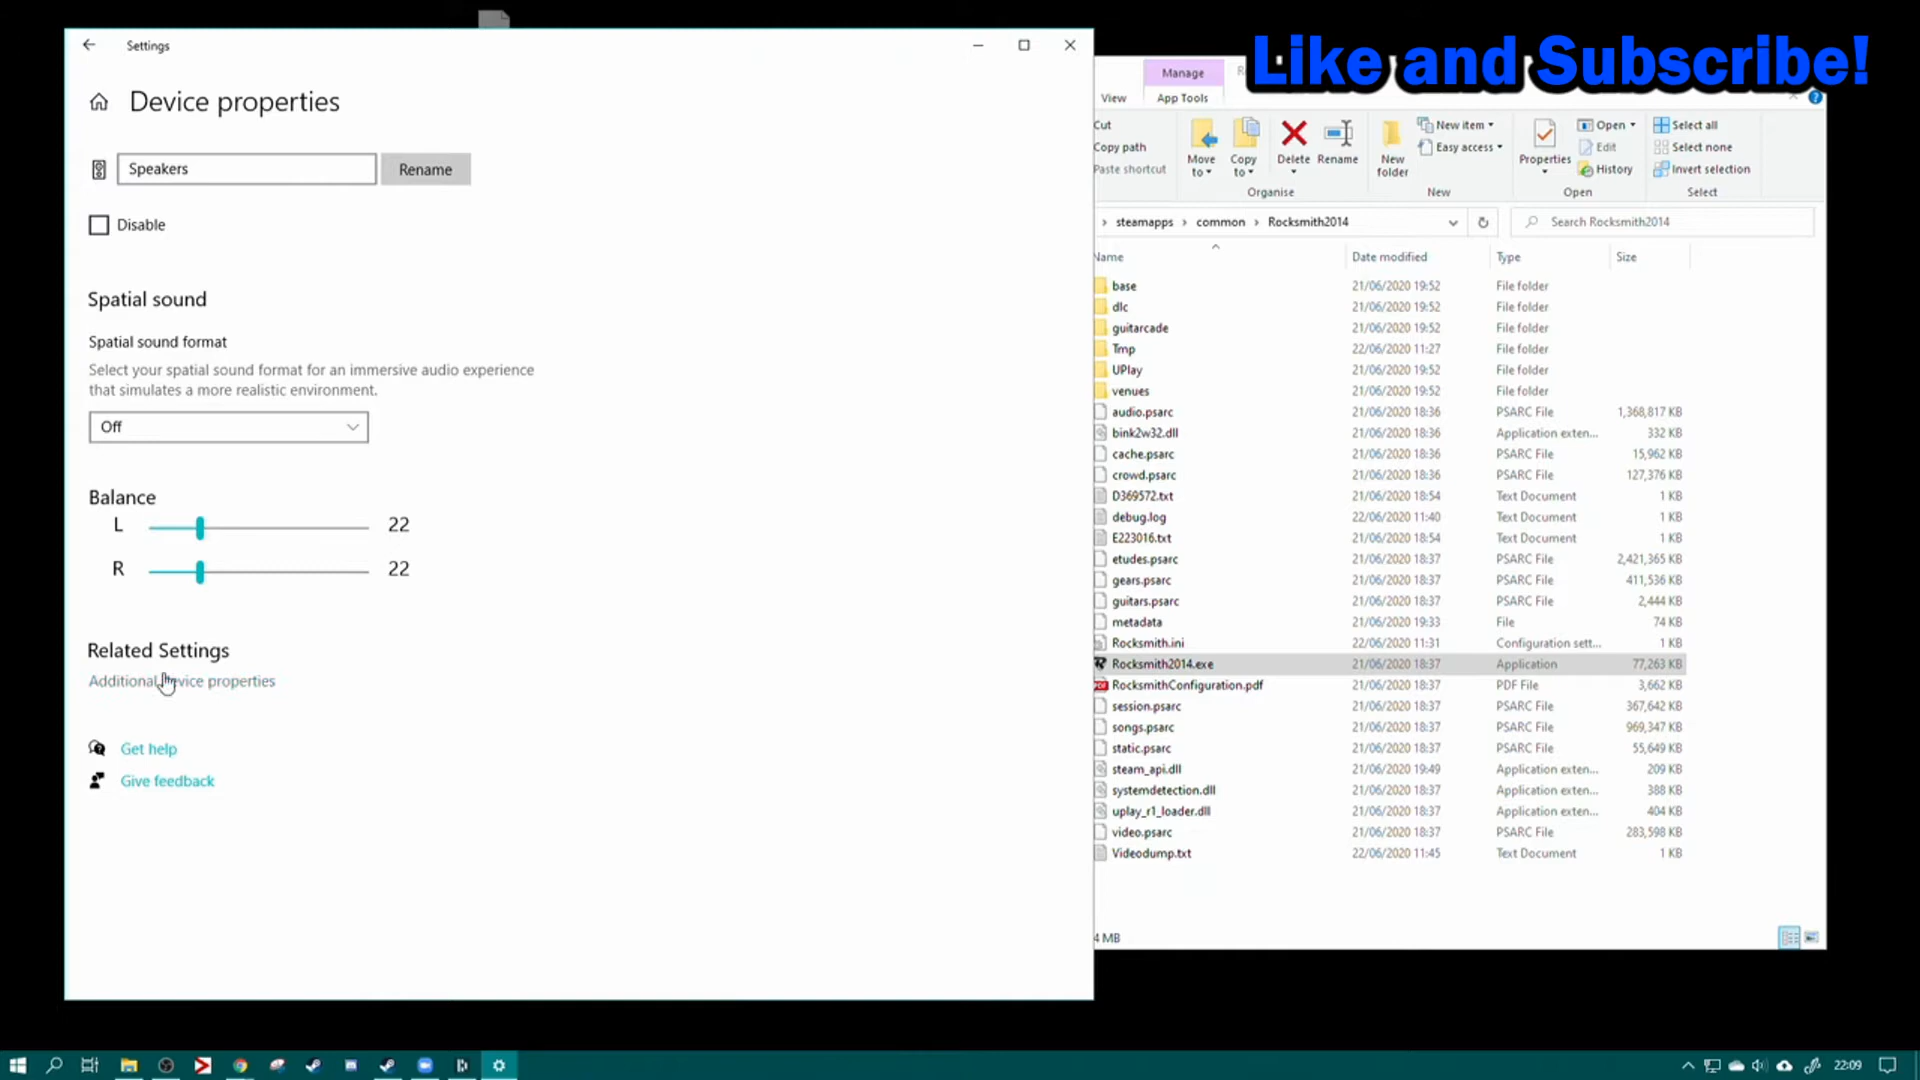 Settings
Device properties
Speakers
Rename
Disable
Spatial sound
Spatial sound format
Select your spatial sound format for an immersive audio experience
that simulates a more realistic environment.
Off
Balance
L 22
R 22
Related Settings
Additional device properties
Get help
Give feedback
Like and Subscribe!
Manage
View App Tools
Cut
Copy path
Paste shortcut
Move to
Copy to
Delete
Rename
New folder
New item
Easy access
Properties
Open
Edit
History
Select all
Select none
Invert selection
Organise New Open Select
steamapps › common › Rocksmith2014
Search Rocksmith2014
Name Date modified Type Size
base 21/06/2020 19:52 File folder
dlc 21/06/2020 19:52 File folder
guitarcade 21/06/2020 19:52 File folder
Tmp 22/06/2020 11:27 File folder
UPlay 21/06/2020 19:52 File folder
venues 21/06/2020 19:52 File folder
audio.psarc 21/06/2020 18:36 PSARC File 1,368,817 KB
bink2w32.dll 21/06/2020 18:36 Application exten... 332 KB
cache.psarc 21/06/2020 18:36 PSARC File 15,962 KB
crowd.psarc 21/06/2020 18:36 PSARC File 127,376 KB
D369572.txt 21/06/2020 18:54 Text Document 1 KB
debug.log 22/06/2020 11:40 Text Document 1 KB
E223016.txt 21/06/2020 18:54 Text Document 1 KB
etudes.psarc 21/06/2020 18:37 PSARC File 2,421,365 KB
gears.psarc 21/06/2020 18:37 PSARC File 411,536 KB
guitars.psarc 21/06/2020 18:37 PSARC File 2,444 KB
metadata 21/06/2020 19:33 File 74 KB
Rocksmith.ini 22/06/2020 11:31 Configuration sett... 1 KB
Rocksmith2014.exe 21/06/2020 18:37 Application 77,263 KB
RocksmithConfiguration.pdf 21/06/2020 18:37 PDF File 3,662 KB
session.psarc 21/06/2020 18:37 PSARC File 367,642 KB
songs.psarc 21/06/2020 18:37 PSARC File 969,347 KB
static.psarc 21/06/2020 18:37 PSARC File 55,649 KB
steam_api.dll 21/06/2020 19:49 Application exten... 209 KB
systemdetection.dll 21/06/2020 18:37 Application exten... 388 KB
uplay_r1_loader.dll 21/06/2020 18:37 Application exten... 404 KB
video.psarc 21/06/2020 18:37 PSARC File 283,598 KB
Videodump.txt 22/06/2020 11:45 Text Document 1 KB
4 MB
22:09